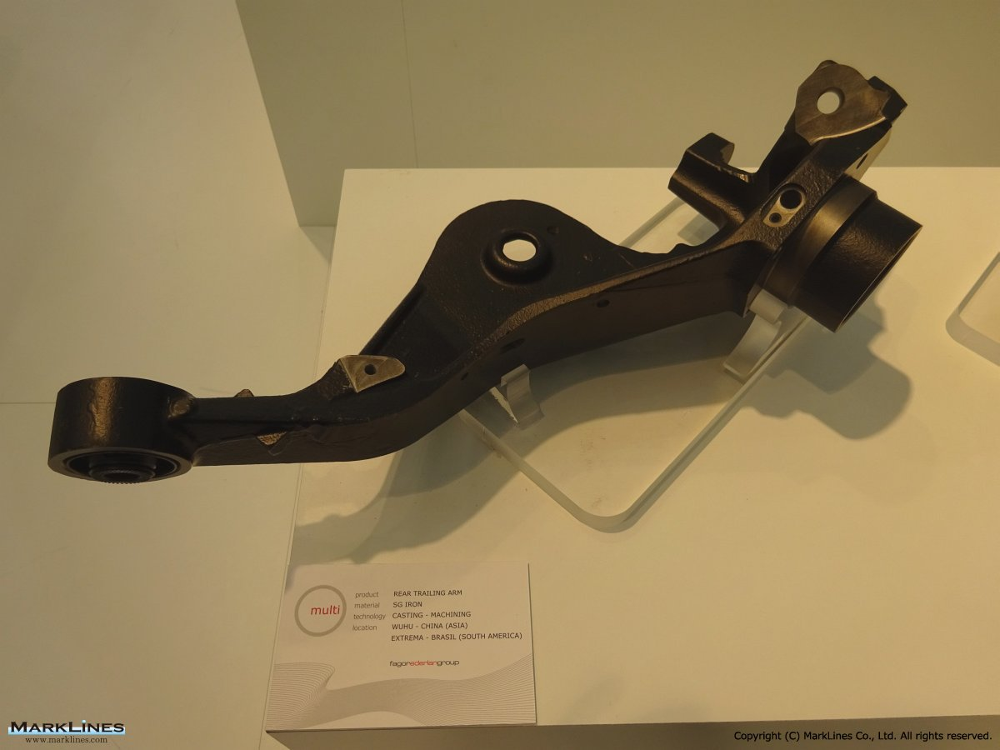 multi
product REAR TRAILING ARM
material SG IRON
technology CASTING - MACHINING
location WUHU - CHINA (ASIA)
EXTREMA - BRASIL (SOUTH AMERICA)
fagorederlangroup
MARKLINES
www.marklines.com
Copyright (C) MarkLines Co., Ltd. All rights reserved.